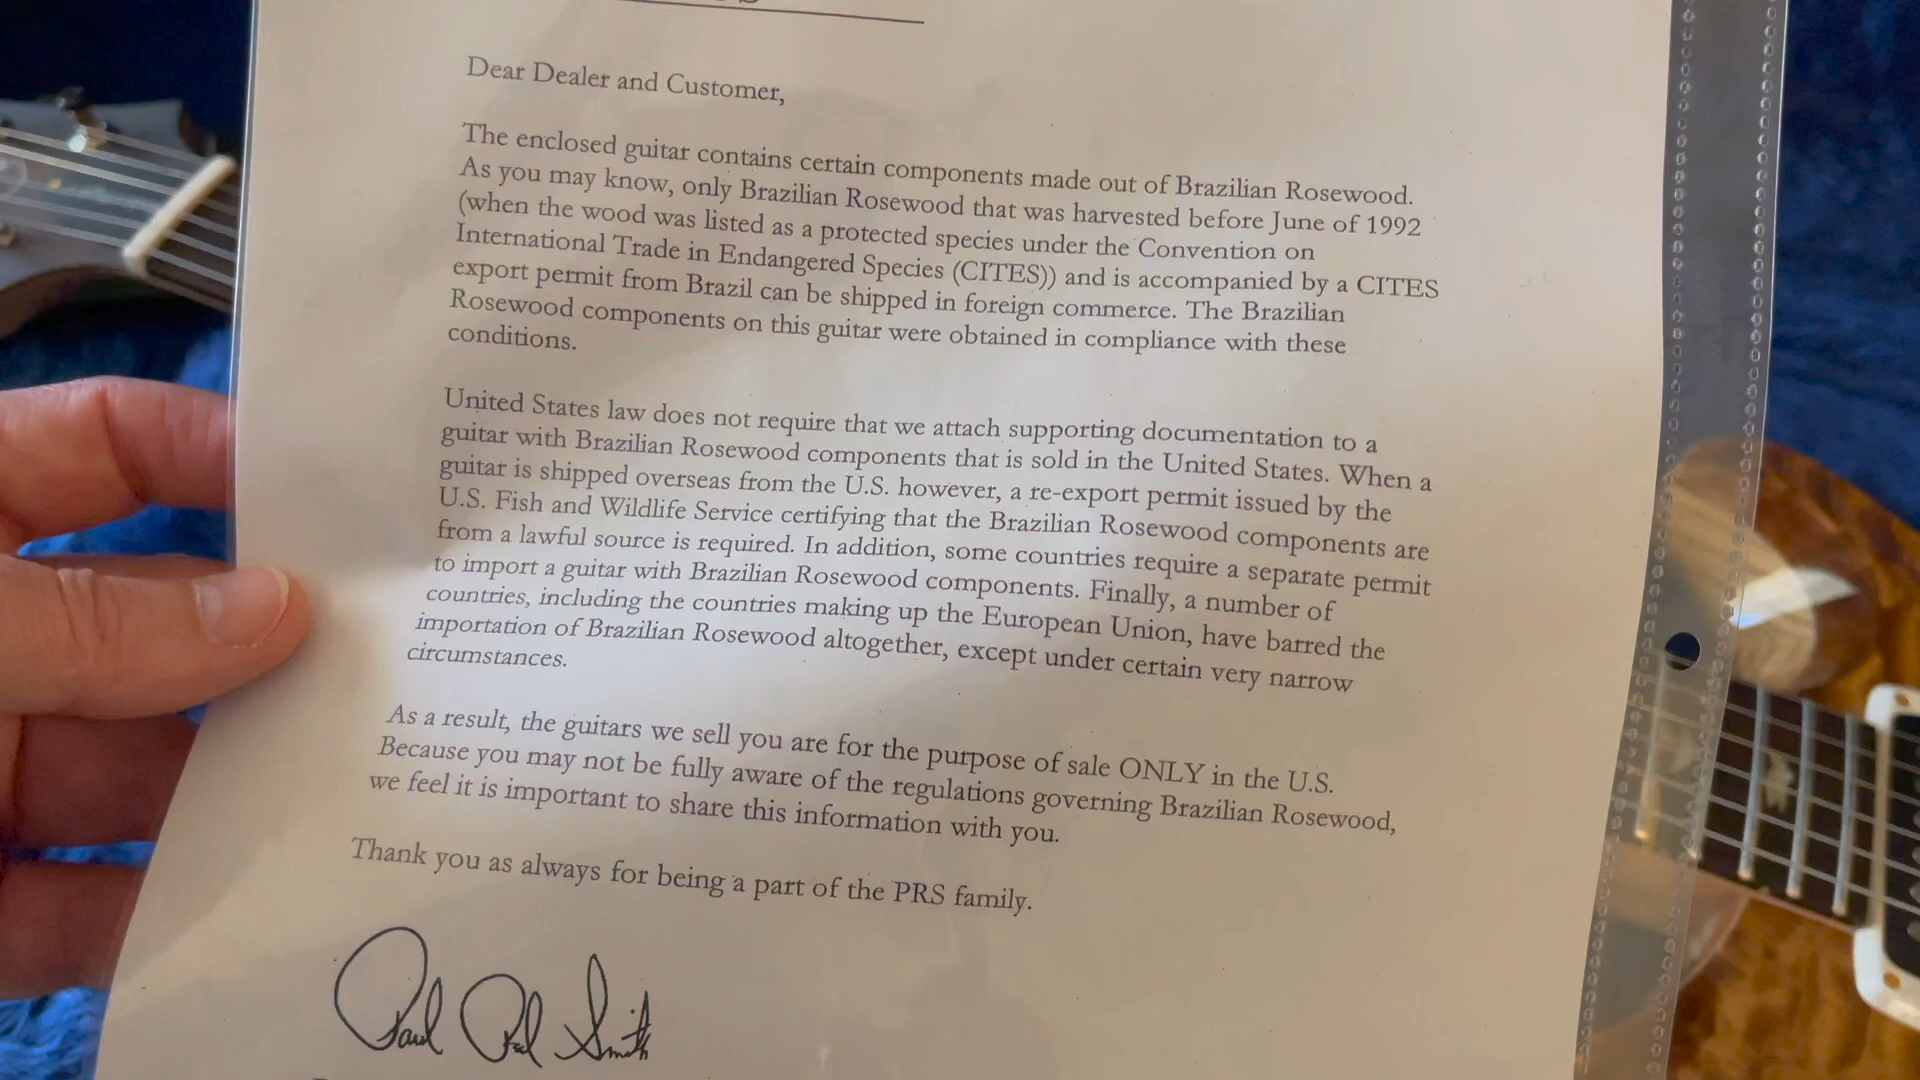 Dear Dealer and Customer,
The enclosed guitar contains certain components made out of Brazilian Rosewood.
As you may know, only Brazilian Rosewood that was harvested before June of 1992
(when the wood was listed as a protected species under the Convention on
International Trade in Endangered Species (CITES)) and is accompanied by a CITES
export permit from Brazil can be shipped in foreign commerce. The Brazilian
Rosewood components on this guitar were obtained in compliance with these
conditions.
United States law does not require that we attach supporting documentation to a
guitar with Brazilian Rosewood components that is sold in the United States. When a
guitar is shipped overseas from the U.S. however, a re-export permit issued by the
U.S. Fish and Wildlife Service certifying that the Brazilian Rosewood components are
from a lawful source is required. In addition, some countries require a separate permit
to import a guitar with Brazilian Rosewood components. Finally, a number of
countries, including the countries making up the European Union, have barred the
importation of Brazilian Rosewood altogether, except under certain very narrow
circumstances.
As a result, the guitars we sell you are for the purpose of sale ONLY in the U.S.
Because you may not be fully aware of the regulations governing Brazilian Rosewood,
we feel it is important to share this information with you.
Thank you as always for being a part of the PRS family.
Paul Reed Smith